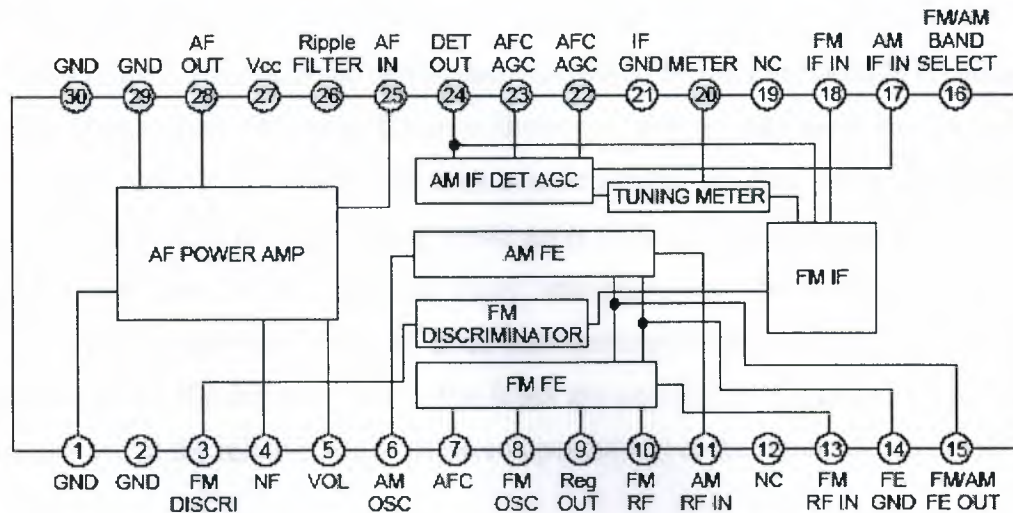 FM/AM
AF Ripple AF DET AFC AFC IF FM AM BAND
GND GND OUT Vcc FILTER IN OUT AGC AGC GND METER NC IF IN IF IN SELECT
30 29 28 27 26 25 24 23 22 21 20 19 18 17 16
AM IF DET AGC
TUNING METER
AF POWER AMP
AM FE
FM IF
FM
DISCRIMINATOR
FM FE
1 2 3 4 5 6 7 8 9 10 11 12 13 14 15
GND GND FM NF VOL AM AFC FM Reg FM AM NC FM FE FM/AM
DISCRI OSC OSC OUT RF RF IN RF IN GND FE OUT